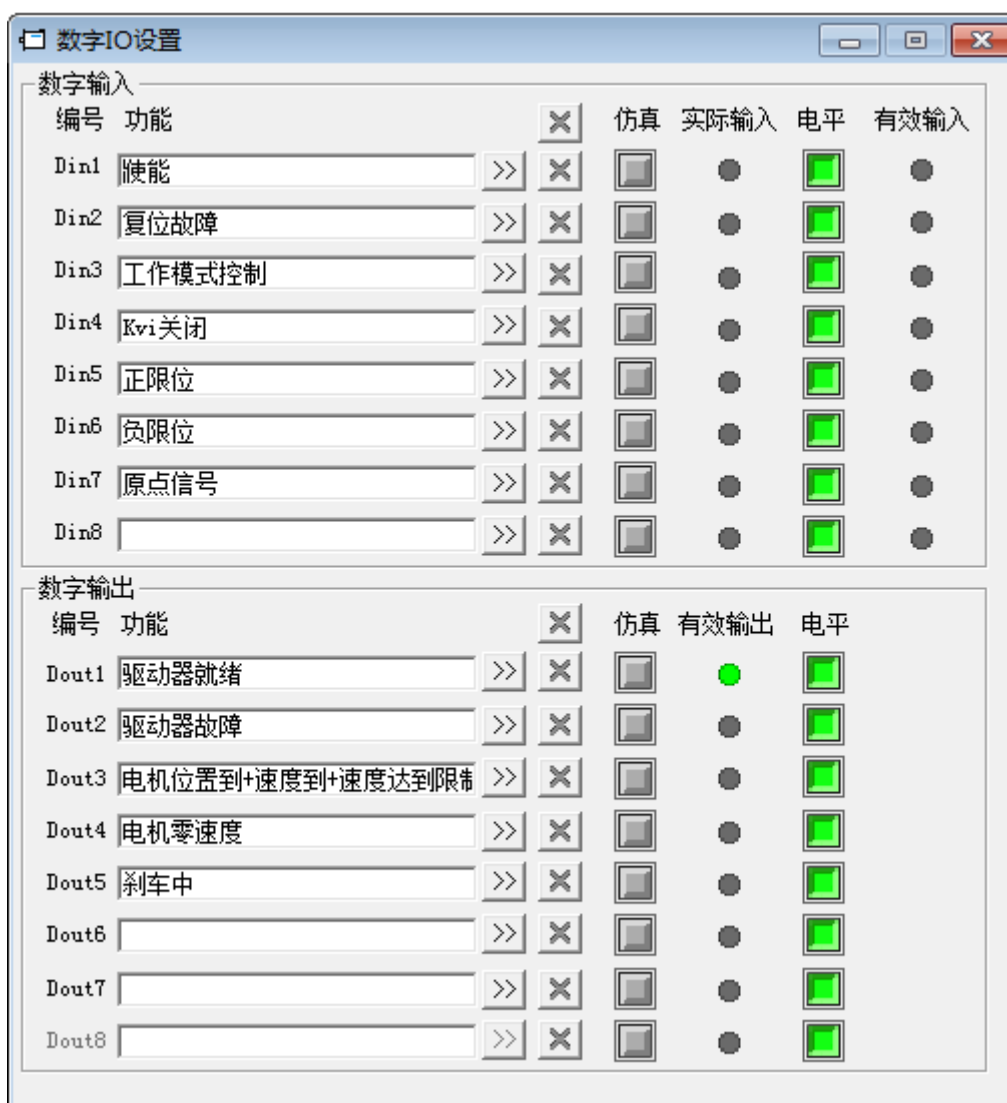 数字IO设置
数字输入
编号 功能 仿真 实际输入 电平 有效输入
Din1 使能 >>
Din2 复位故障 >>
Din3 工作模式控制 >>
Din4 Kvi关闭 >>
Din5 正限位 >>
Din6 负限位 >>
Din7 原点信号 >>
Din8 >>
数字输出
编号 功能 仿真 有效输出 电平
Dout1 驱动器就绪 >>
Dout2 驱动器故障 >>
Dout3 电机位置到+速度到+速度达到限制 >>
Dout4 电机零速度 >>
Dout5 刹车中 >>
Dout6 >>
Dout7 >>
Dout8 >>